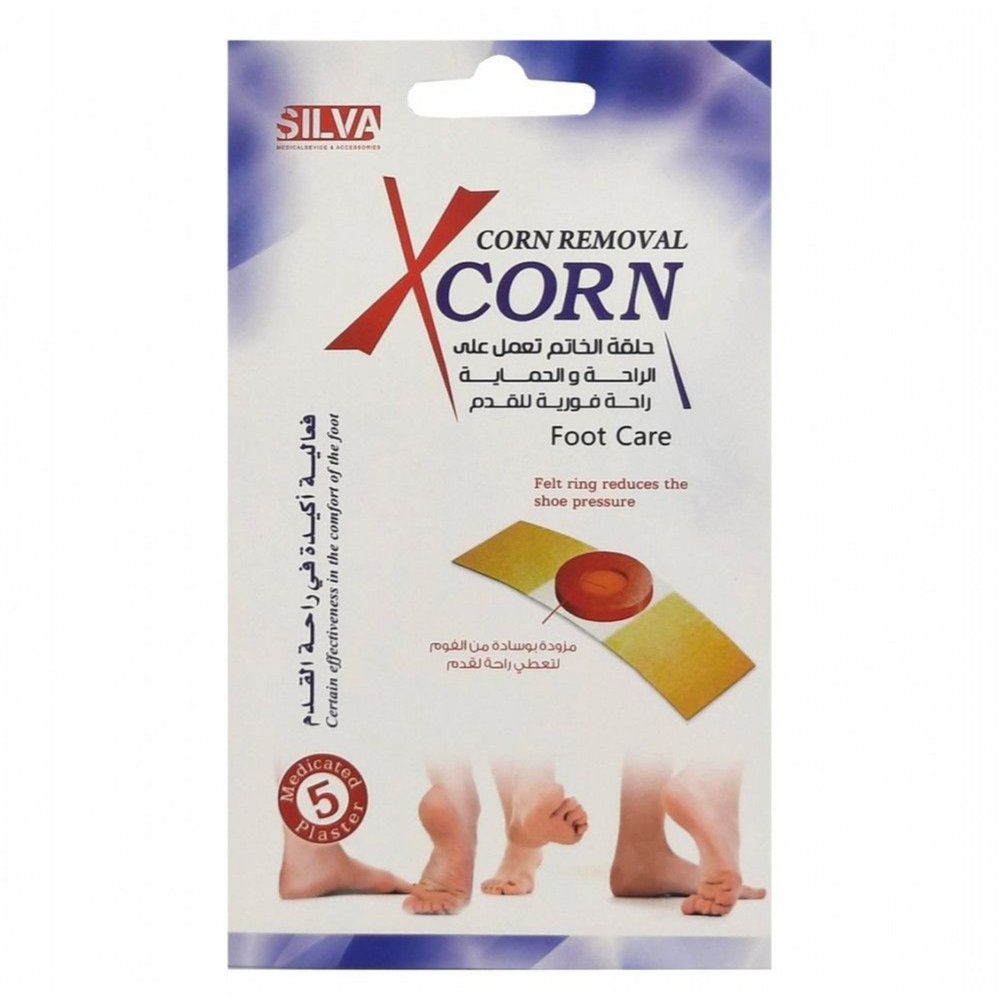 SILVA
MEDICALDEVICE & ACCESSORIES
CORN REMOVAL
XCORN
حلقة الخاتم تعمل على
الراحة و الحماية
راحة فورية للقدم
Foot Care
Felt ring reduces the
shoe pressure
مزودة بوسادة من الفوم
لتعطي راحة لقدم
فعالية أكيدة في راحة القدم
Certain effectiveness in the comfort of the foot
Medicated
5
Plaster